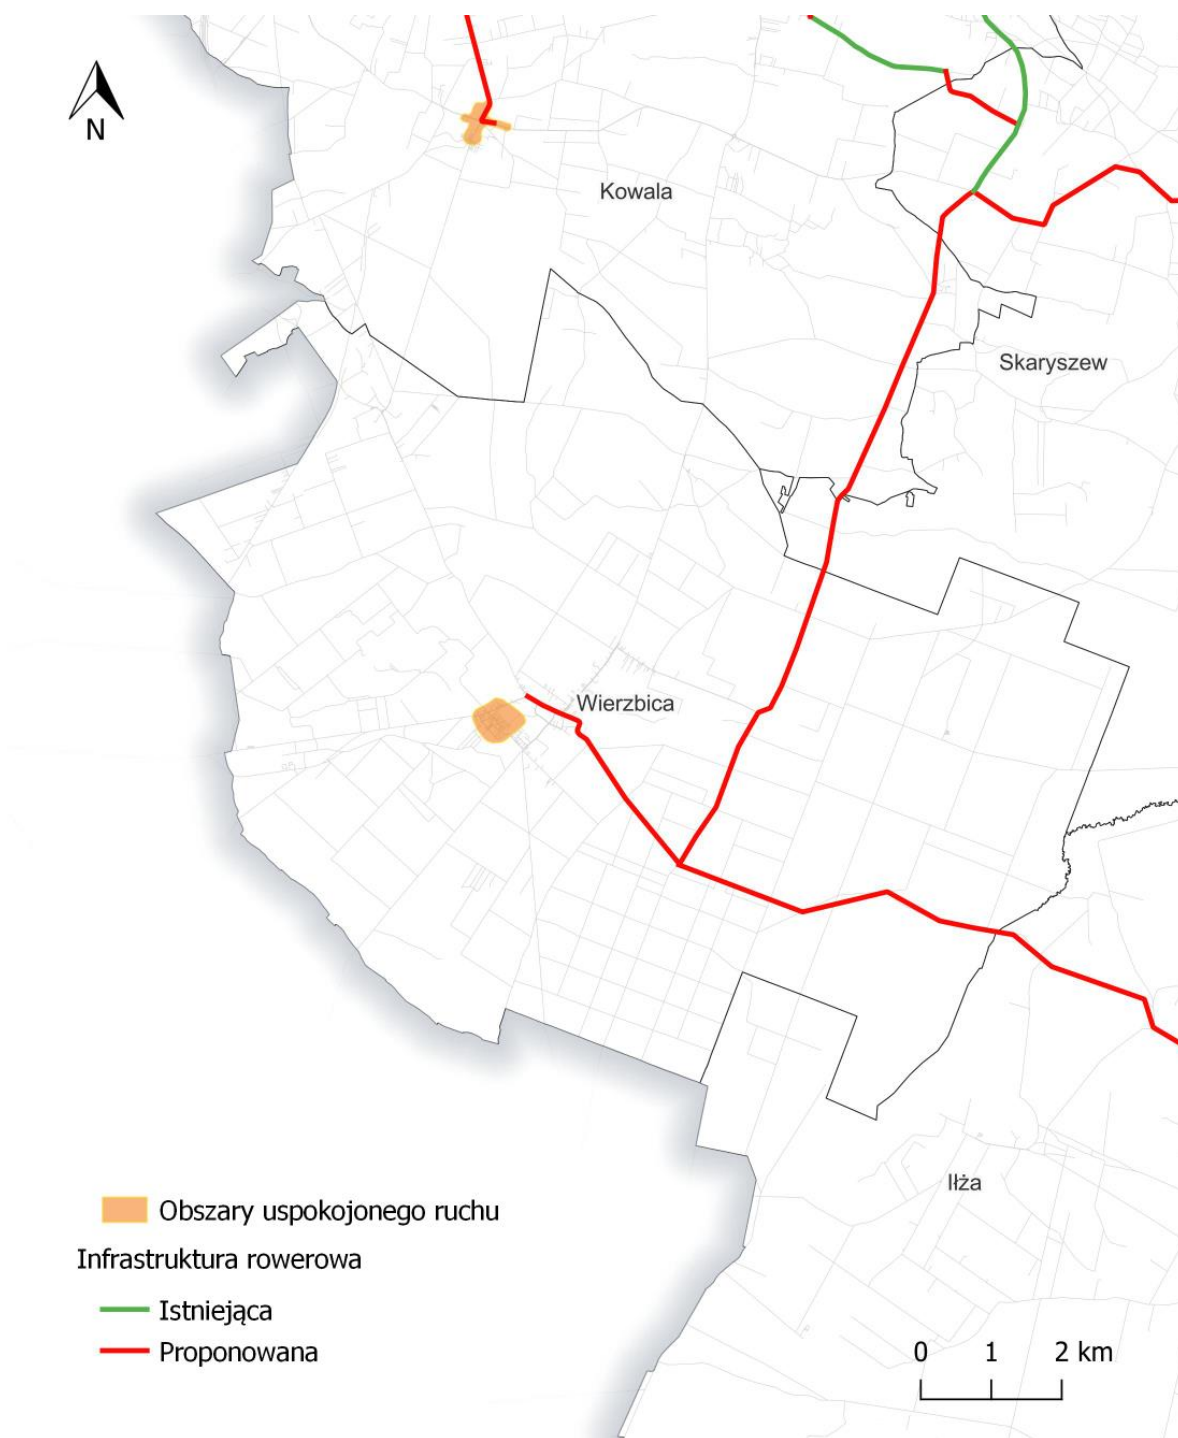 N
Kowala
Skaryszew
Wierzbica
Iłża
Obszary uspokojonego ruchu
Infrastruktura rowerowa
Istniejąca
Proponowana
0 1 2 km